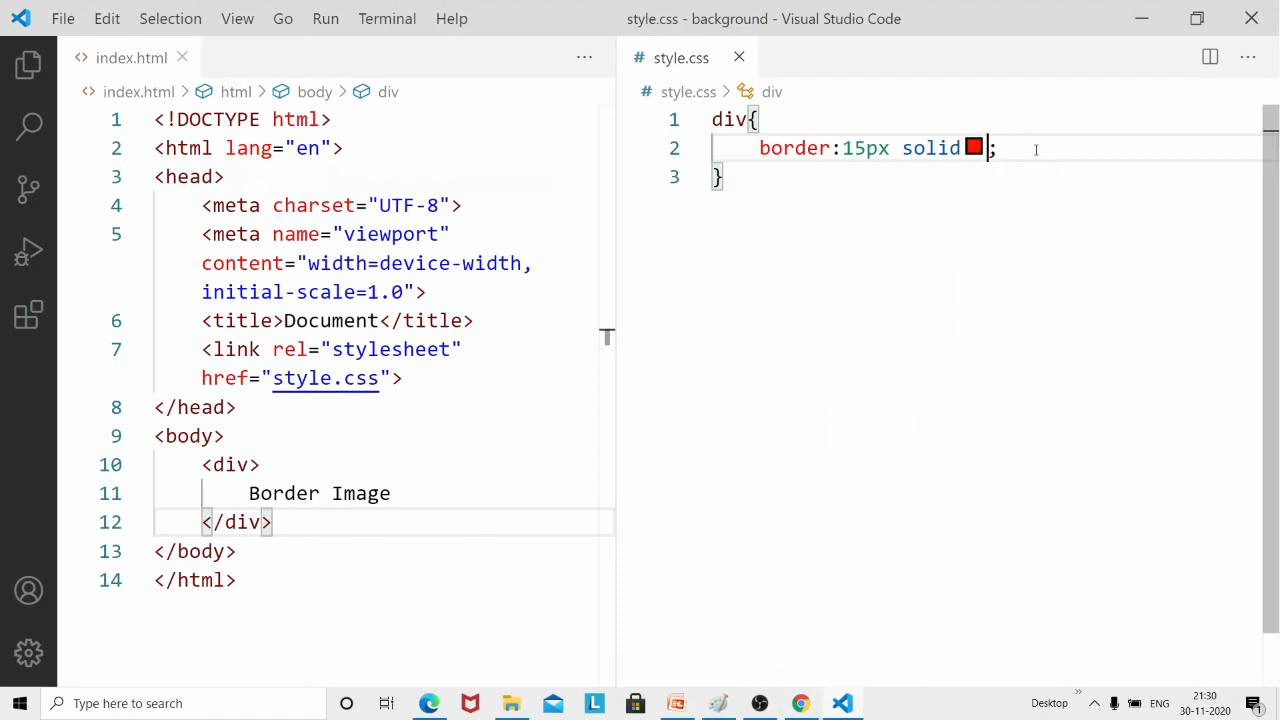 File Edit Selection View Go Run Terminal Help
style.css - background - Visual Studio Code
<> index.html
<> index.html > html > body > div
1 <!DOCTYPE html>
2 <html lang="en">
3 <head>
4 <meta charset="UTF-8">
5 <meta name="viewport"
content="width=device-width,
initial-scale=1.0">
6 <title>Document</title>
7 <link rel="stylesheet"
href="style.css">
8 </head>
9 <body>
10 <div>
11 Border Image
12 </div>
13 </body>
14 </html>
# style.css
# style.css > div
1 div{
2 border:15px solid ;
3 }
Type here to search
L
Desktop
ENG
21:30
30-11-2020
1